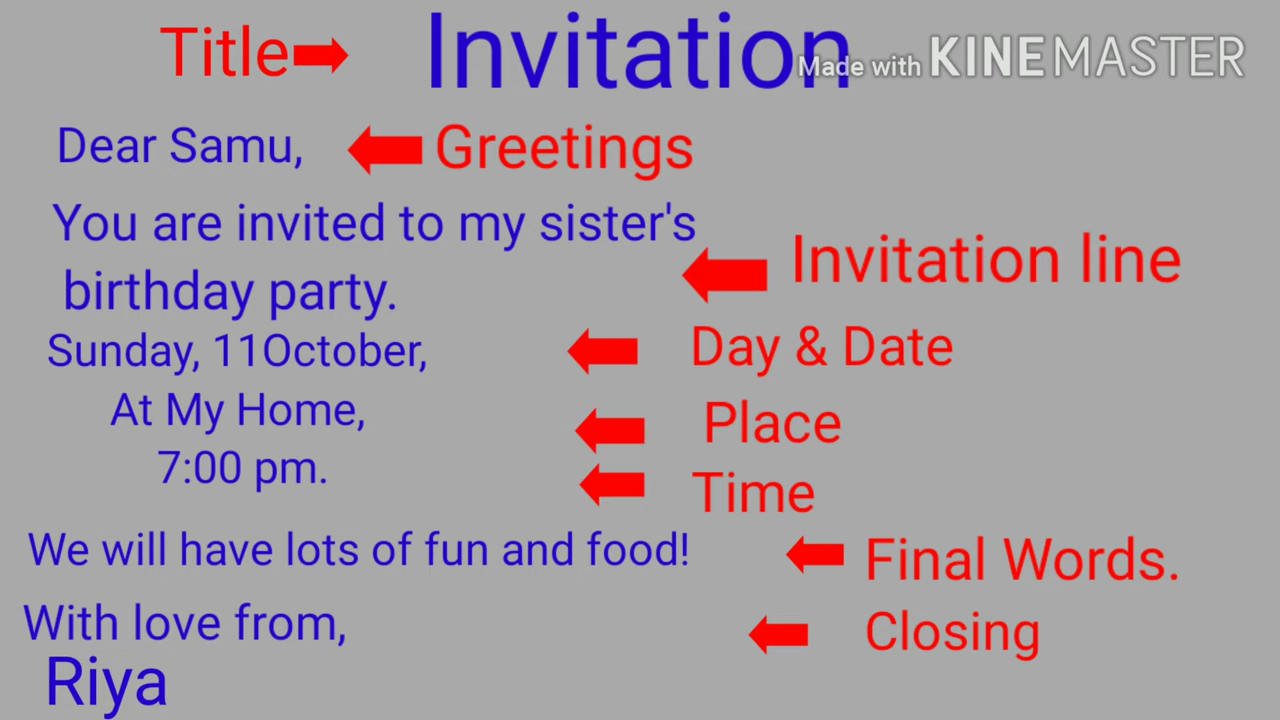 Title Invitation
Made with KINEMASTER
Dear Samu, Greetings
You are invited to my sister's
Invitation line
birthday party.
Sunday, 11October, Day & Date
At My Home, Place
7:00 pm. Time
We will have lots of fun and food! Final Words.
With love from, Closing
Riya